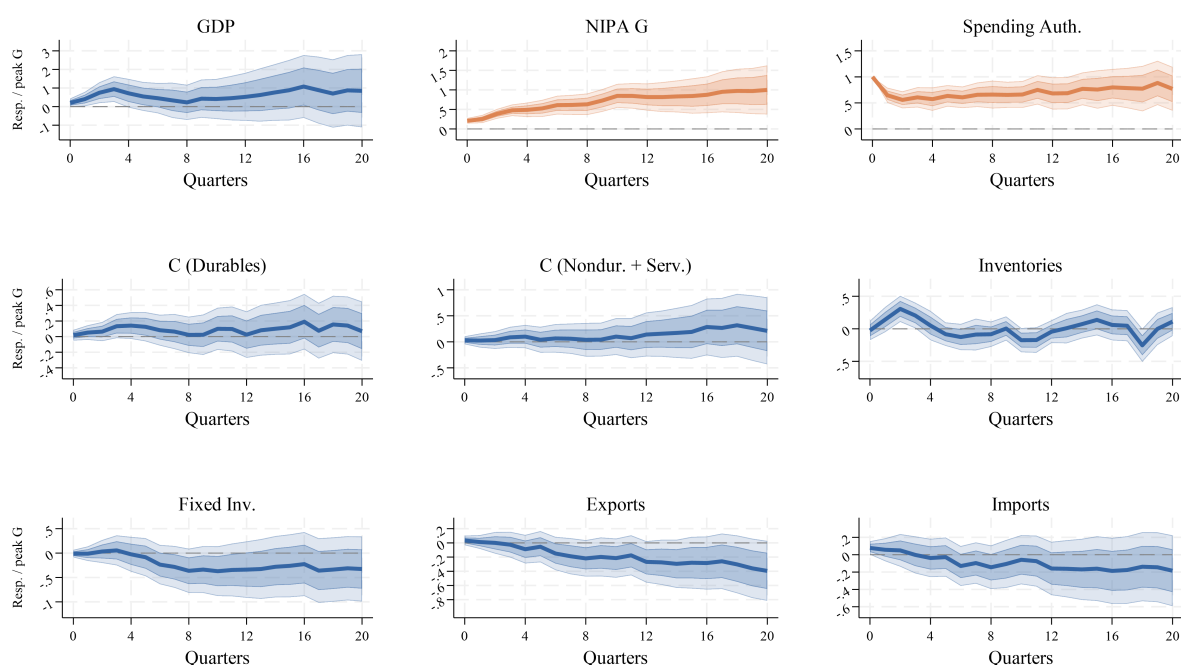 GDP
NIPA G
Spending Auth.
Resp. / peak G
3
2
1
0
-1
0 4 8 12 16 20
Quarters
2
1.5
1
.5
0
0 4 8 12 16 20
Quarters
1.5
1
.5
0
0 4 8 12 16 20
Quarters
C (Durables)
C (Nondur. + Serv.)
Inventories
.6
.4
.2
0
-.2
-.4
0 4 8 12 16 20
Quarters
1
.5
0
-.5
0 4 8 12 16 20
Quarters
.5
0
-.5
0 4 8 12 16 20
Quarters
Fixed Inv.
Exports
Imports
Resp. / peak G
.5
0
-.5
-1
0 4 8 12 16 20
Quarters
.2
0
-.2
-.4
-.6
-.8
0 4 8 12 16 20
Quarters
.2
0
-.2
-.4
-.6
0 4 8 12 16 20
Quarters